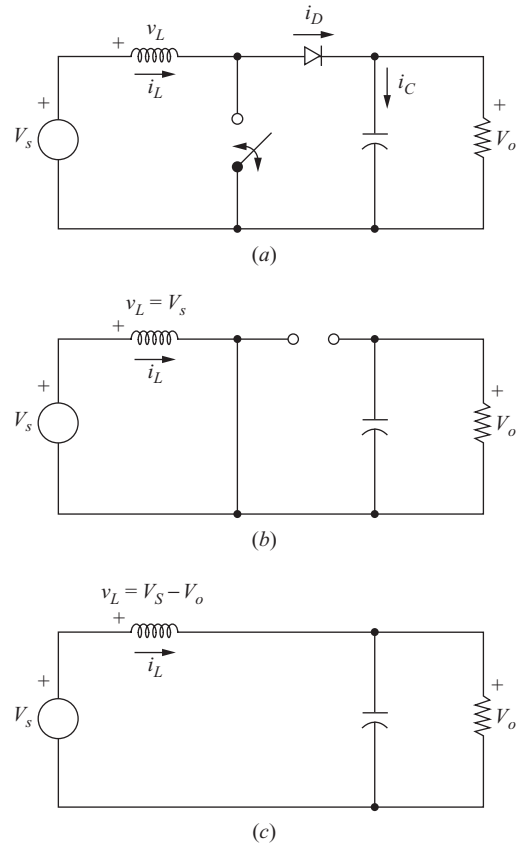 i_D
+ v_L
i_L
i_C
+ V_s
+ V_o
(a)
v_L = V_s
+
i_L
+ V_s
+ V_o
(b)
v_L = V_S – V_o
+
i_L
+ V_s
+ V_o
(c)